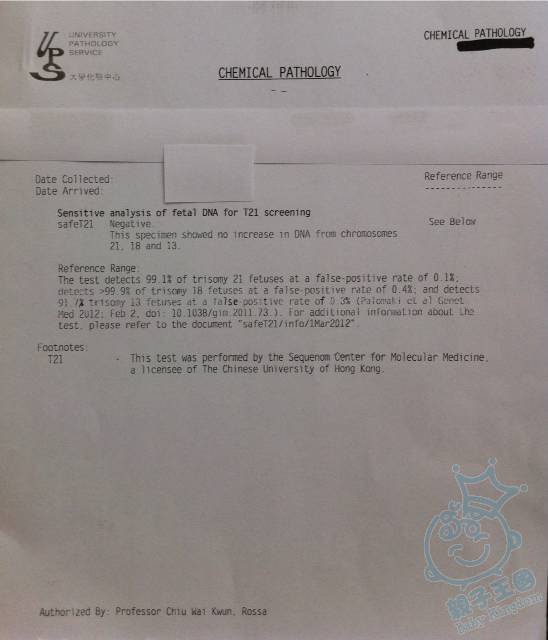 UPS
UNIVERSITY
PATHOLOGY
SERVICE
大學化驗中心
CHEMICAL PATHOLOGY
CHEMICAL PATHOLOGY
Date Collected:
Date Arrived:
Reference Range
Sensitive analysis of fetal DNA for T21 screening
safeT21 Negative. See Below
This specimen showed no increase in DNA from chromosomes
21, 18 and 13.
Reference Range:
The test detects 99.1% of trisomy 21 fetuses at a false-positive rate of 0.1%;
detects >99.9% of trisomy 18 fetuses at a false-positive rate of 0.4%; and detects
91.7% trisomy 13 fetuses at a false-positive rate of 0.3% (Palomaki et al Genet
Med 2012; Feb 2, doi: 10.1038/gim.2011.73.). For additional information about the
test, please refer to the document "safeT21/info/1Mar2012".
Footnotes:
T21 - This test was performed by the Sequenom Center for Molecular Medicine,
a licensee of The Chinese University of Hong Kong.
Authorized By: Professor Chiu Wai Kwun, Rossa
親子王國
Baby Kingdom